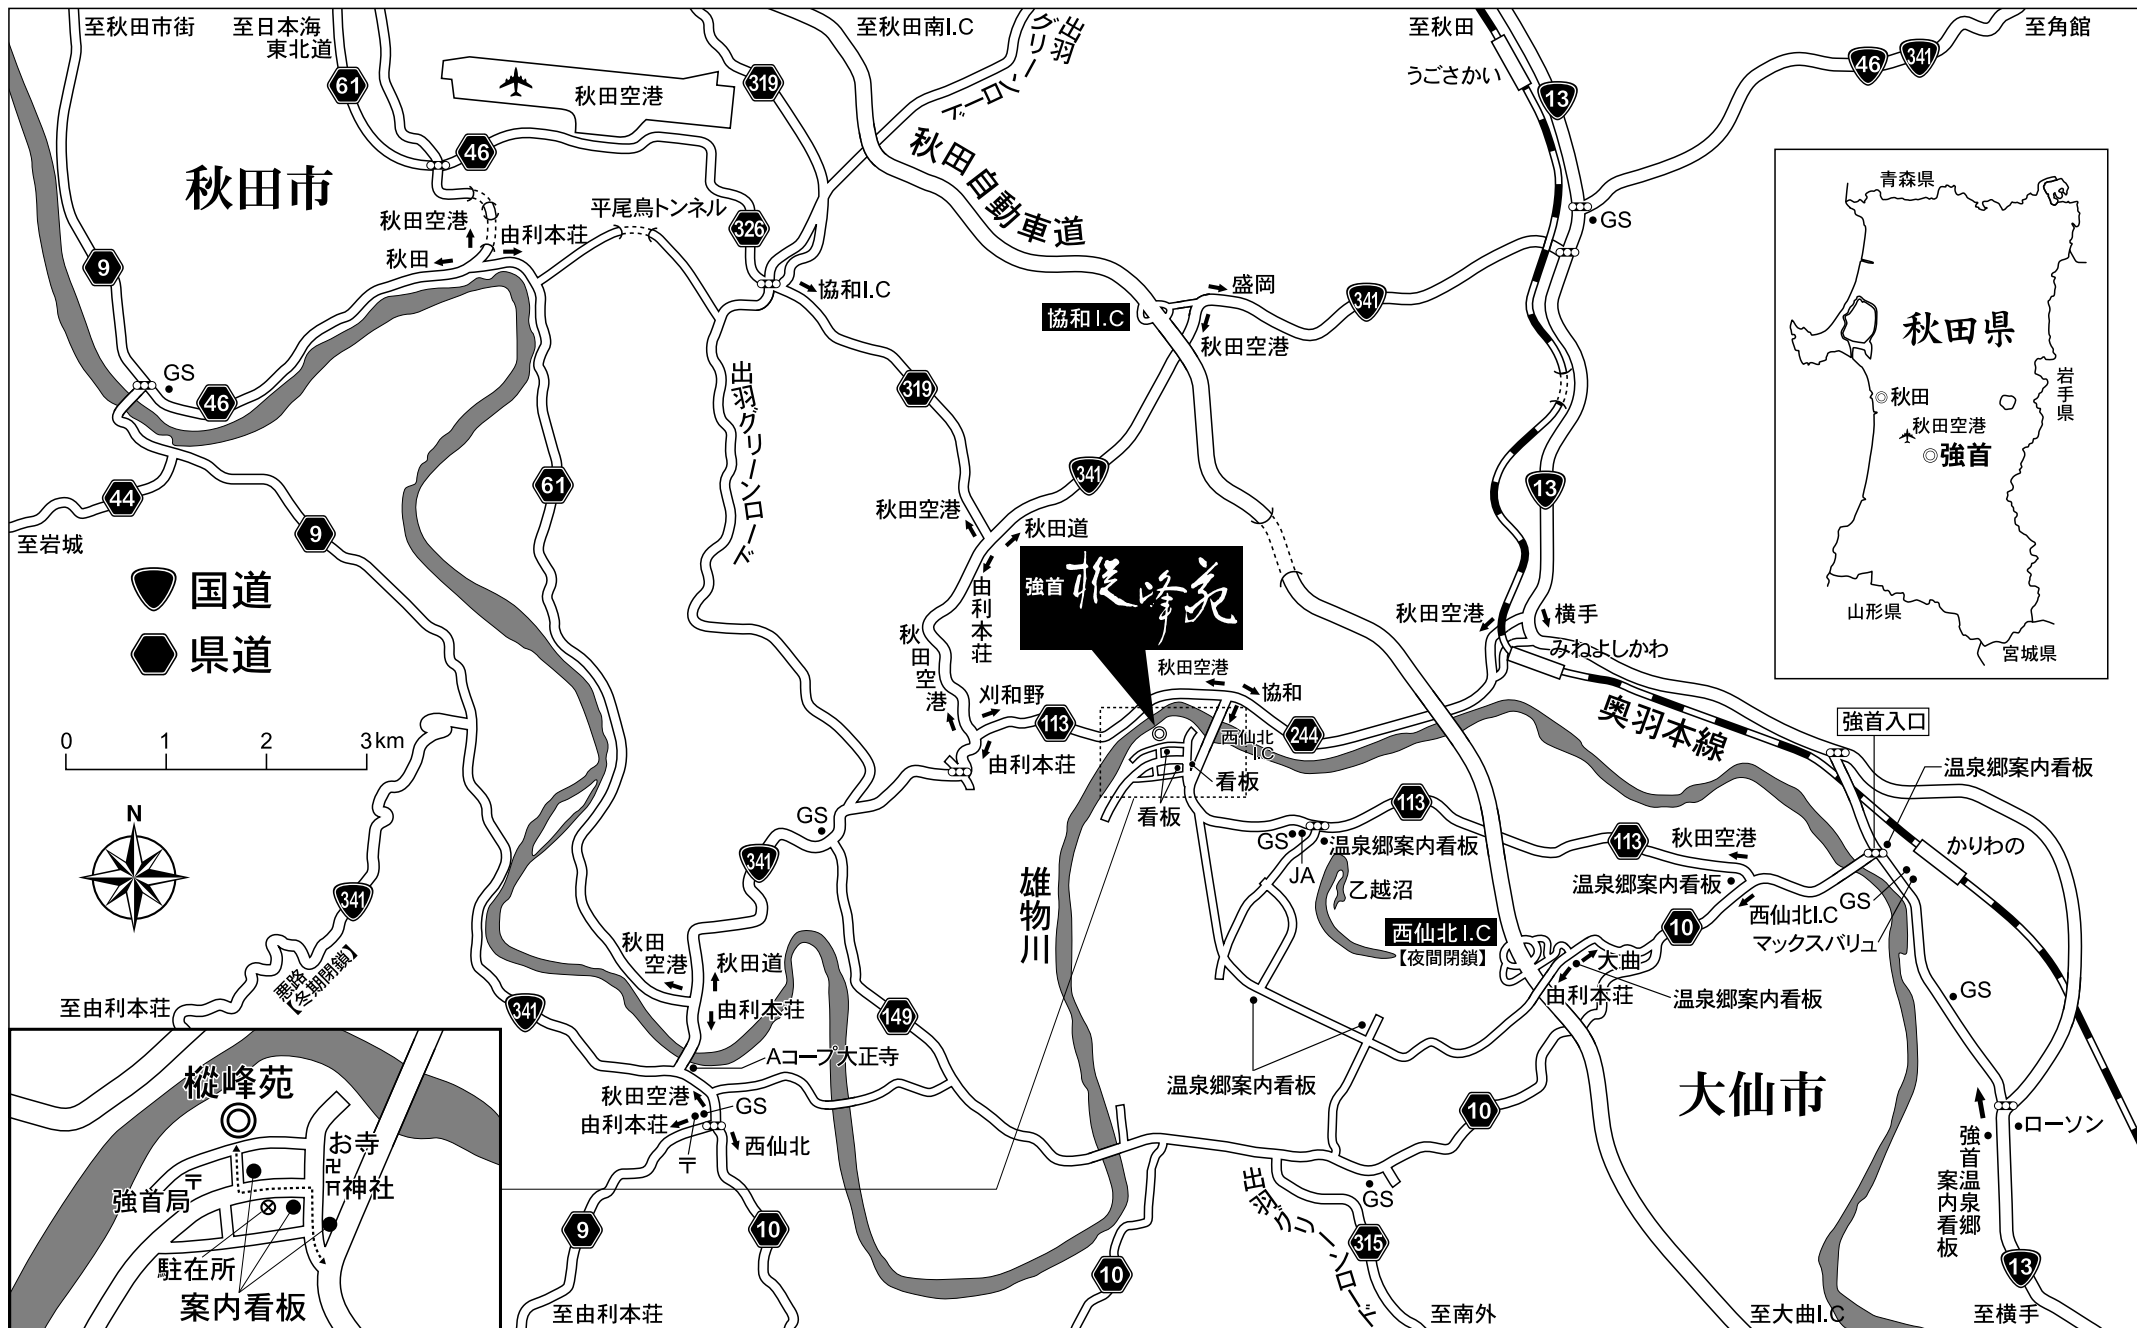 至秋田市街
至日本海
東北道
至秋田南I.C
出羽グリーンロード
至秋田
うごさかい
至角館
61
319
46
341
13
秋田空港
46
秋田市
秋田自動車道
秋田空港
平尾鳥トンネル
326
由利本荘
秋田
9
協和I.C
GS
盛岡
協和I.C
341
秋田空港
GS
46
319
出羽グリーンロード
青森県
秋田県
岩手県
秋田
秋田空港
強首
山形県
宮城県
44
61
341
13
9
秋田空港
秋田道
至岩城
国道
県道
強首 樅峰苑
由利本荘
秋田空港
秋田空港
横手
みねよしかわ
秋田空港
協和
刈和野
113
244
奥羽本線
強首入口
0
1
2
3km
西仙北
I.C
由利本荘
看板
看板
温泉郷案内看板
N
GS
113
113
秋田空港
かりわの
GS
JA
温泉郷案内看板
341
雄物川
乙越沼
温泉郷案内看板
西仙北I.C
GS
マックスバリュ
341
西仙北I.C
【夜間閉鎖】
10
大曲
秋田
空港
秋田道
悪路
【冬期閉鎖】
至由利本荘
341
由利本荘
149
由利本荘
温泉郷案内看板
GS
Aコープ大正寺
温泉郷案内看板
大仙市
秋田空港
GS
由利本荘
〒
西仙北
10
ローソン
強首温泉郷
案内看板
樅峰苑
お寺
卍
神社
強首局
〒
駐在所
案内看板
出羽グリーンロード
GS
9
10
10
315
13
至由利本荘
至南外
至大曲I.C
至横手